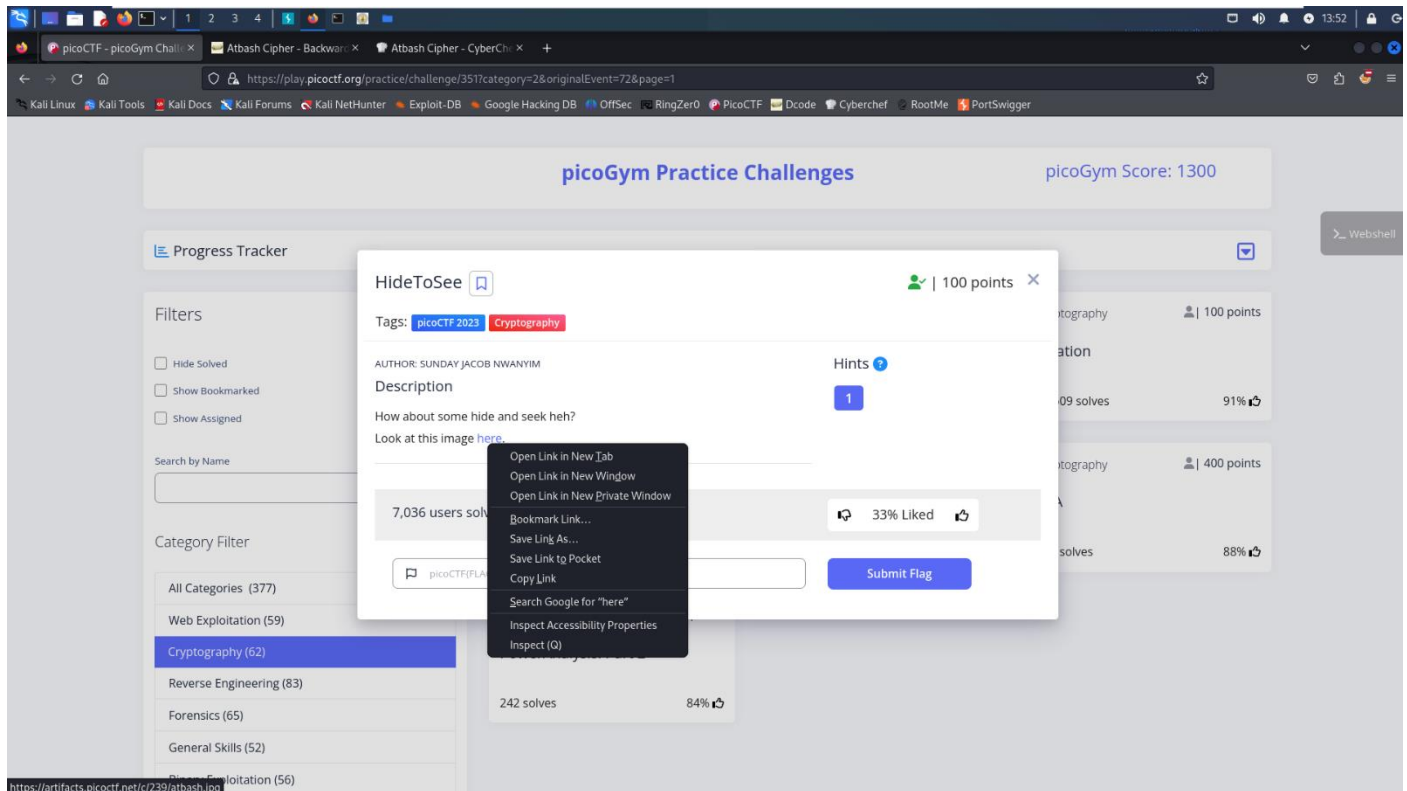 1 2 3 4 13:52
picoCTF - picoGym Chall × Atbash Cipher - Backward × Atbash Cipher - CyberChe × +
https://play.picoctf.org/practice/challenge/351?category=2&originalEvent=72&page=1
Kali Linux Kali Tools Kali Docs Kali Forums Kali NetHunter Exploit-DB Google Hacking DB OffSec RingZer0 PicoCTF Dcode Cyberchef RootMe PortSwigger
picoGym Practice Challenges picoGym Score: 1300
>_ Webshell
Progress Tracker
HideToSee | 100 points ×
Tags: picoCTF 2023 Cryptography
Filters
Hide Solved
Show Bookmarked
Show Assigned
Search by Name
Category Filter
All Categories (377)
Web Exploitation (59)
Cryptography (62)
Reverse Engineering (83)
Forensics (65)
General Skills (52)
Exploitation (56)
AUTHOR: SUNDAY JACOB NWANYIM
Description
How about some hide and seek heh?
Look at this image here.
Hints ?
1
7,036 users solv
33% Liked
picoCTF{FLA
Submit Flag
Open Link in New Tab
Open Link in New Window
Open Link in New Private Window
Bookmark Link...
Save Link As...
Save Link to Pocket
Copy Link
Search Google for "here"
Inspect Accessibility Properties
Inspect (Q)
242 solves 84%
ptography | 100 points
ation
09 solves 91%
ptography | 400 points
solves 88%
https://artifacts.picoctf.net/c/239/atbash.jpg